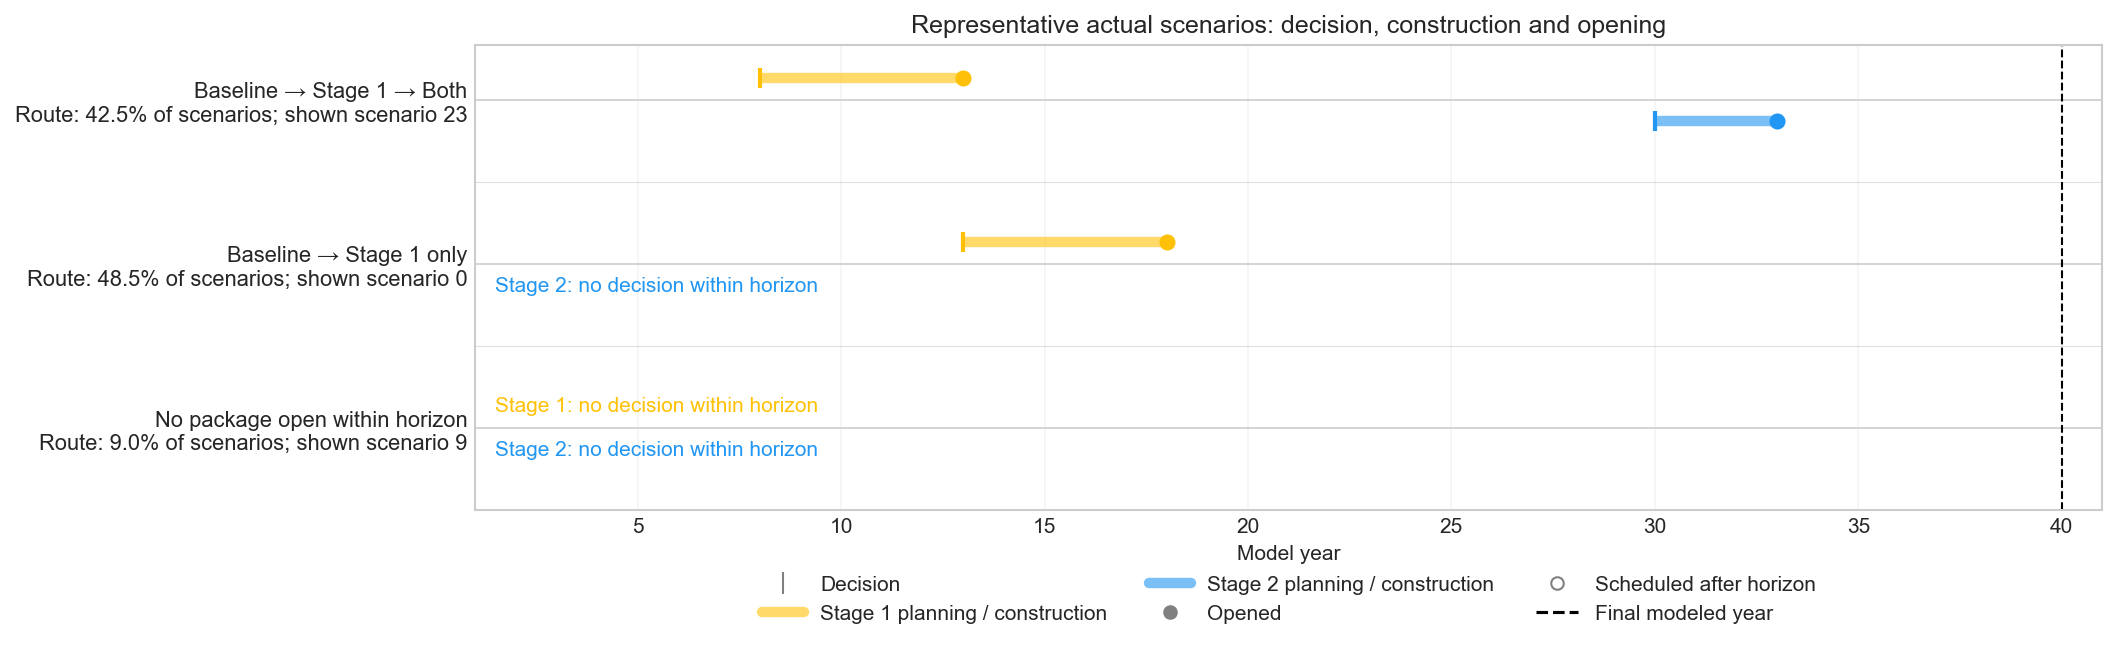 Representative actual scenarios: decision, construction and opening
Baseline → Stage 1 → Both
Route: 42.5% of scenarios; shown scenario 23
Baseline → Stage 1 only
Route: 48.5% of scenarios; shown scenario 0
Stage 2: no decision within horizon
Stage 1: no decision within horizon
No package open within horizon
Route: 9.0% of scenarios; shown scenario 9
Stage 2: no decision within horizon
5 10 15 20 25 30 35 40
Model year
Decision
Stage 1 planning / construction
Stage 2 planning / construction
Opened
Scheduled after horizon
Final modeled year